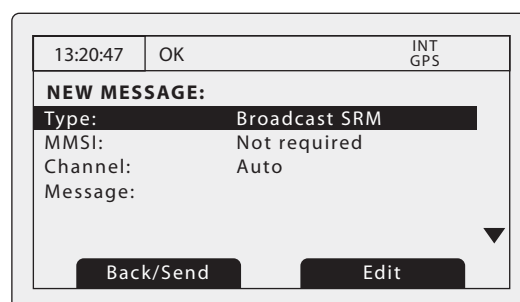 13:20:47 OK INT
GPS
NEW MESSAGE:
Type: Broadcast SRM
MMSI: Not required
Channel: Auto
Message:
Back/Send Edit